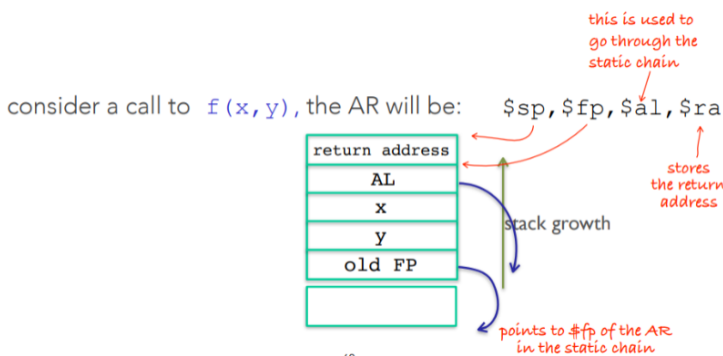 this is used to
go through the
static chain
consider a call to f(x,y), the AR will be: $sp,$fp,$al,$ra
return address
AL
x
y
old FP
stack growth
stores
the return
address
points to $fp of the AR
in the static chain